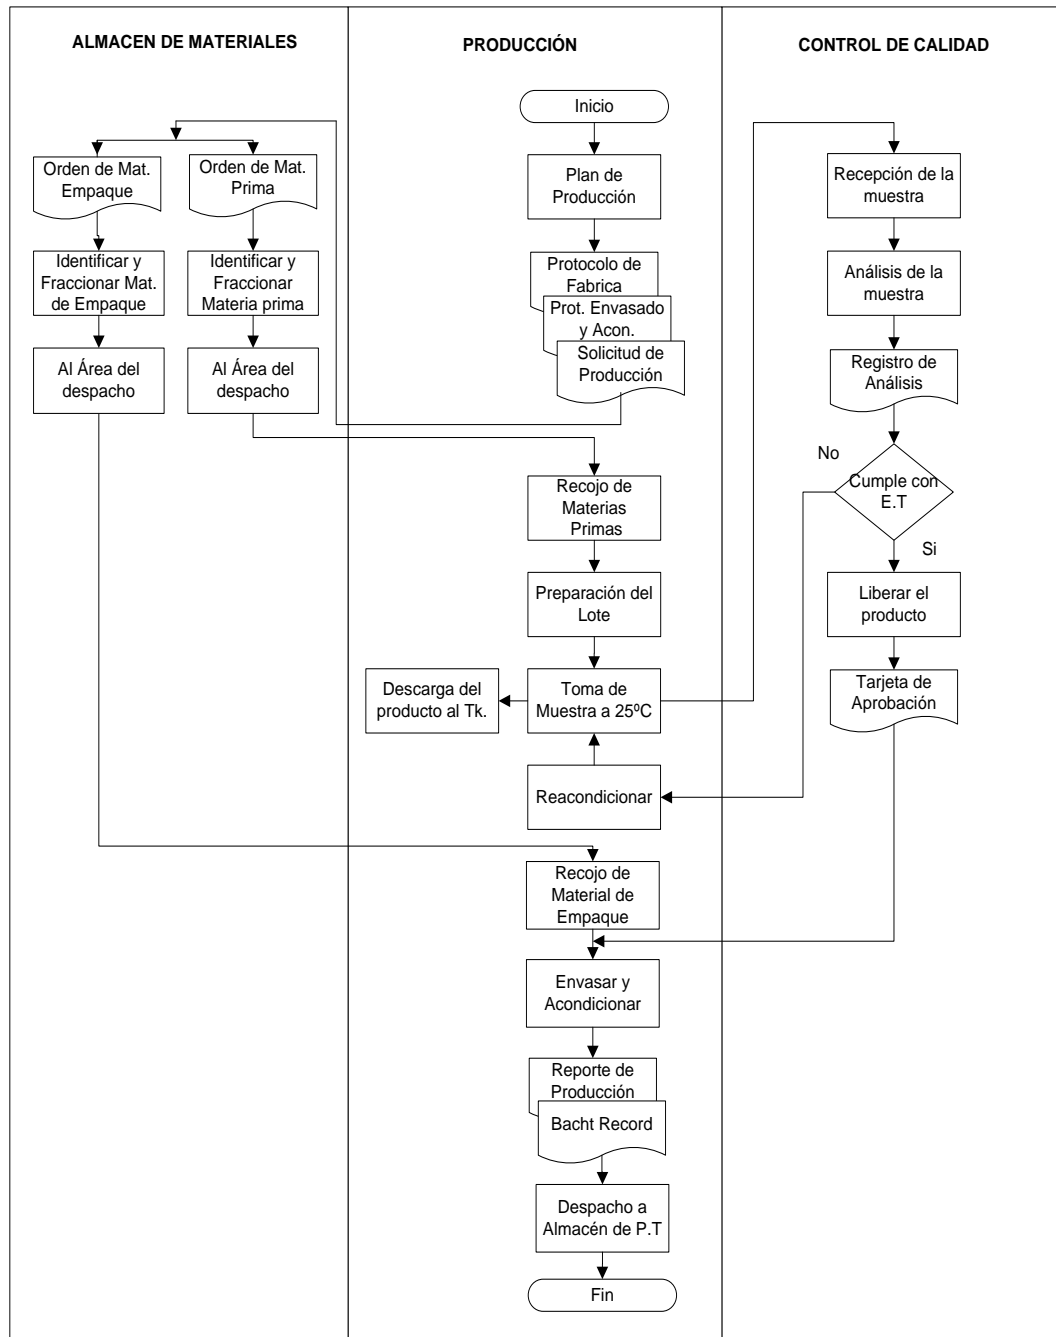 ALMACEN DE MATERIALES
PRODUCCIÓN
CONTROL DE CALIDAD
Orden de Mat.
Empaque
Orden de Mat.
Prima
Identificar y
Fraccionar Mat.
de Empaque
Identificar y
Fraccionar
Materia prima
Al Área del
despacho
Al Área del
despacho
Inicio
Plan de
Producción
Protocolo de
Fabrica
Prot. Envasado
y Acon.
Solicitud de
Producción
Recojo de
Materias
Primas
Preparación del
Lote
Descarga del
producto al Tk.
Toma de
Muestra a 25ºC
Reacondicionar
Recojo de
Material de
Empaque
Envasar y
Acondicionar
Reporte de
Producción
Bacht Record
Despacho a
Almacén de P.T
Fin
Recepción de la
muestra
Análisis de la
muestra
Registro de
Análisis
No
Cumple con
E.T
Si
Liberar el
producto
Tarjeta de
Aprobación